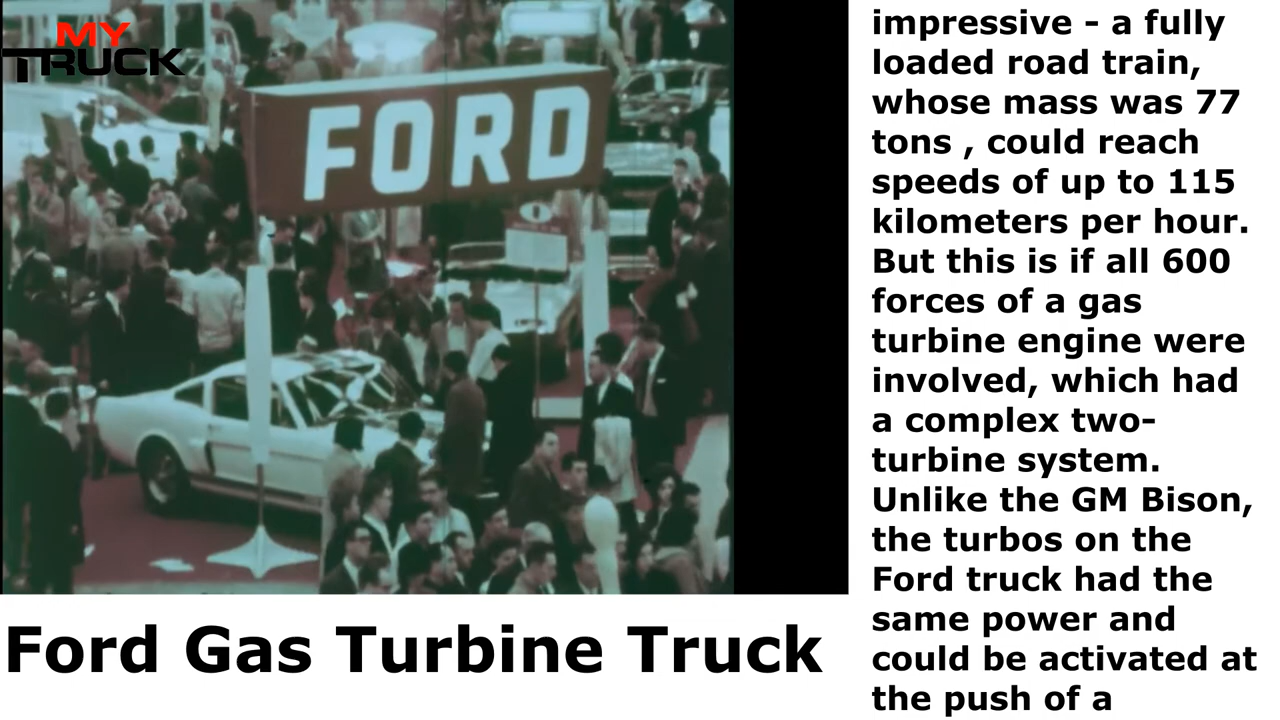 MY
TRUCK
FORD
Ford Gas Turbine Truck
impressive - a fully
loaded road train,
whose mass was 77
tons , could reach
speeds of up to 115
kilometers per hour.
But this is if all 600
forces of a gas
turbine engine were
involved, which had
a complex two-
turbine system.
Unlike the GM Bison,
the turbos on the
Ford truck had the
same power and
could be activated at
the push of a